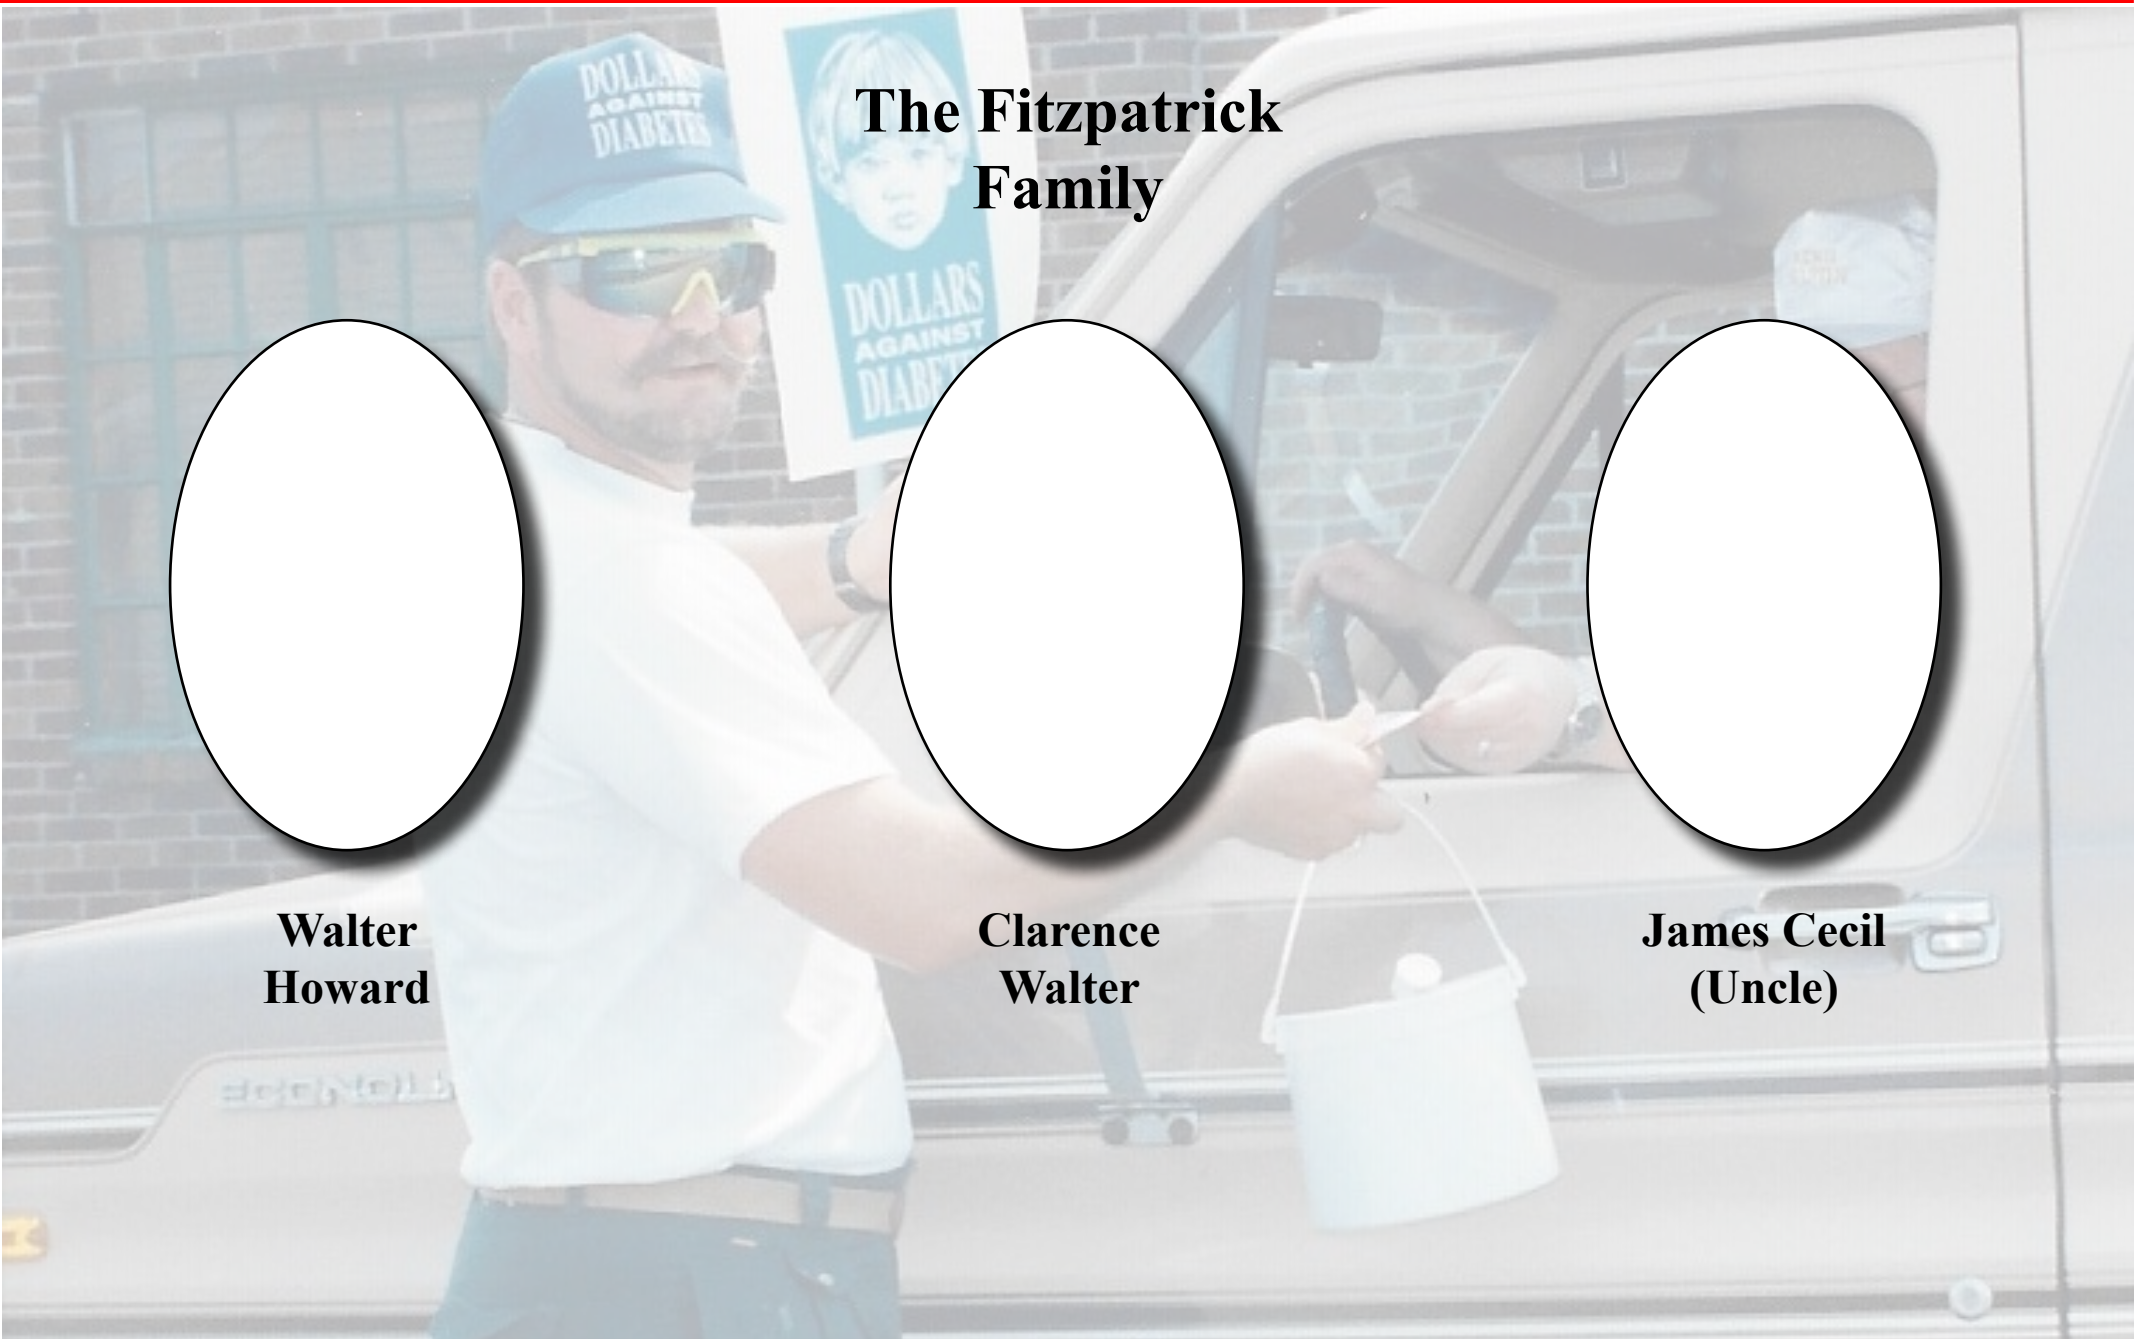 DOLLARS
AGAINST
DIABETES
The Fitzpatrick
Family
DOLLARS
AGAINST
Walter
Howard
Clarence
Walter
James Cecil
(Uncle)